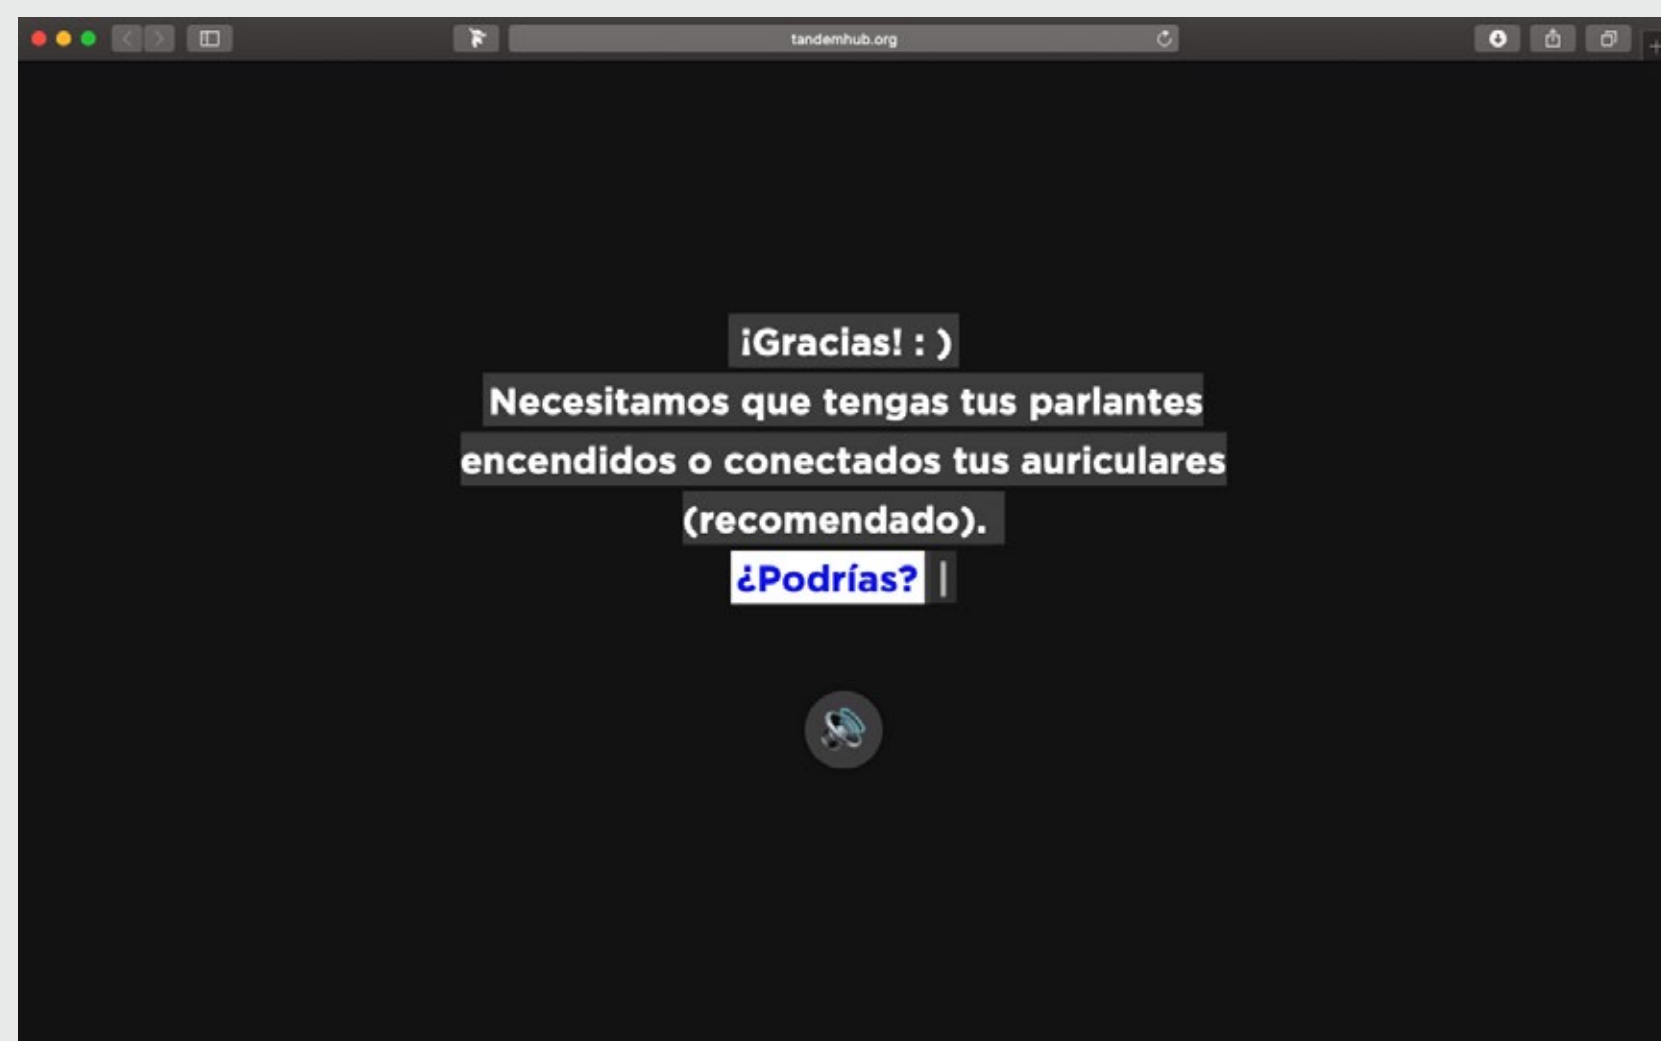 tandemhub.org
¡Gracias! : )
Necesitamos que tengas tus parlantes
encendidos o conectados tus auriculares
(recomendado).
¿Podrías? |